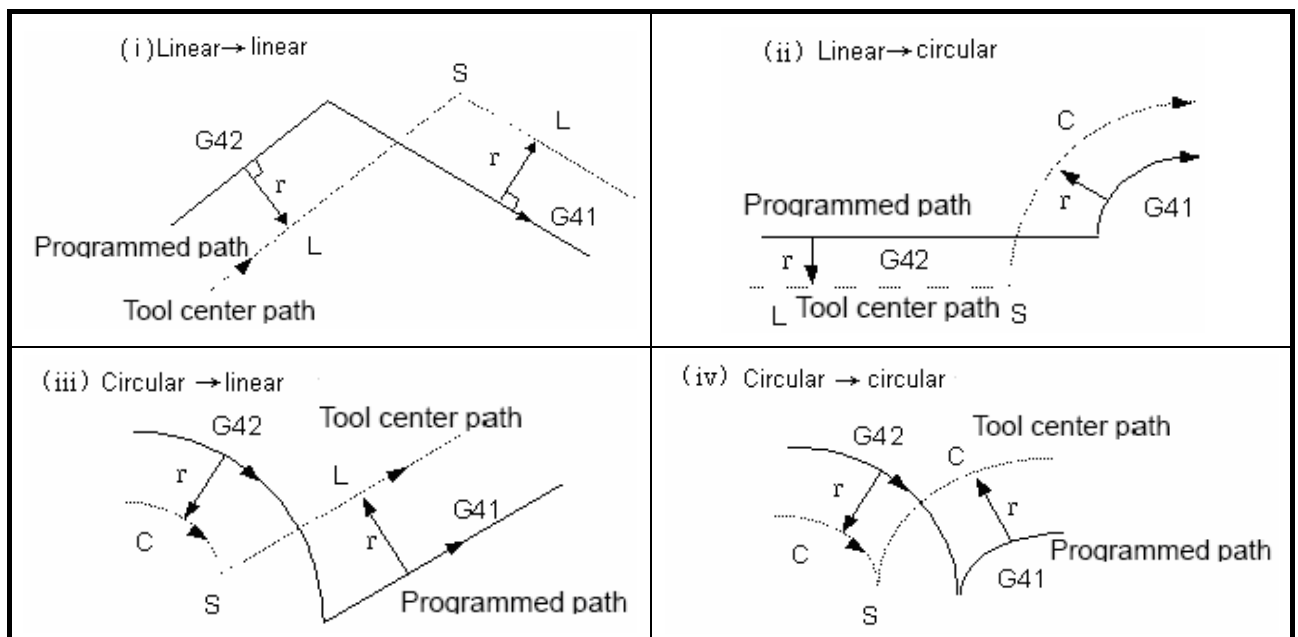 (i)Linear→linear
S
L
G42
r
r
G41
Programmed path
L
Tool center path
(ii) Linear→circular
C
r
Programmed path
G41
r
G42
L Tool center path S
(iii) Circular →linear
G42
Tool center path
r
L
G41
C
r
S
Programmed path
(iv) Circular → circular
G42
Tool center path
C
r
r
C
Programmed path
G41
S